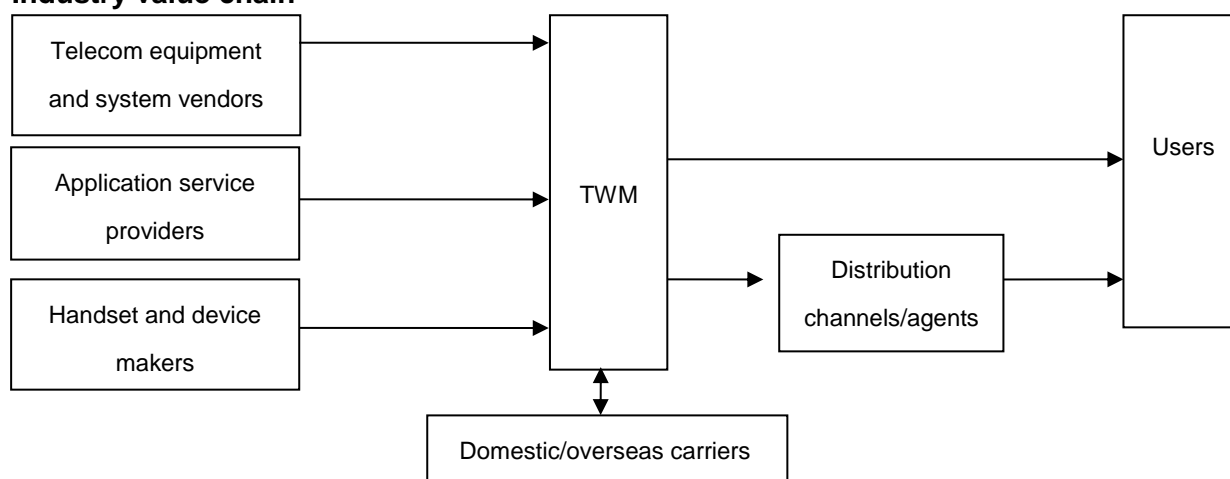 Industry value chain
Telecom equipment
and system vendors
Application service
providers
Handset and device
makers
TWM
Users
Distribution
channels/agents
Domestic/overseas carriers